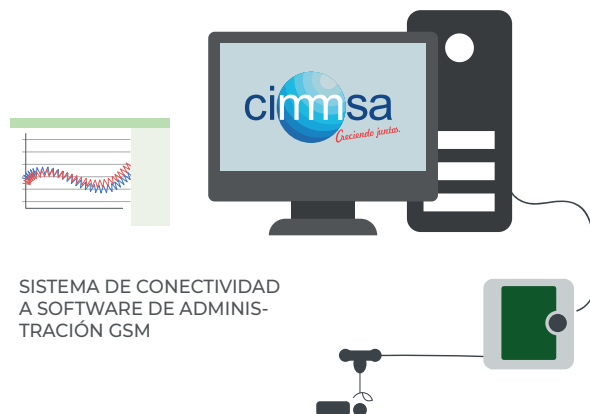 cimmsa
Creciendo juntos.
SISTEMA DE CONECTIVIDAD
A SOFTWARE DE ADMINIS-
TRACIÓN GSM